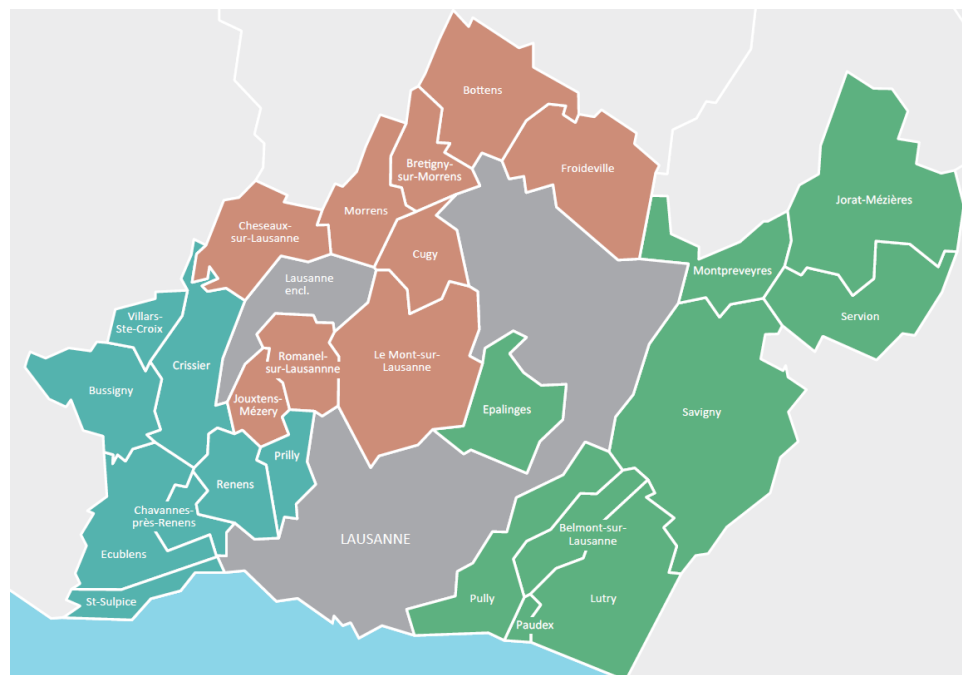 Bottens
Bretigny-
sur-Morrens
Froideville
Jorat-Mézières
Morrens
Cheseaux-
sur-Lausanne
Cugy
Montpreveyres
Lausanne
encl.
Villars-
Ste-Croix
Servion
Crissier
Romanel-
sur-Lausannne
Le Mont-sur-
Lausanne
Bussigny
Jouxtens-
Mézery
Epalinges
Savigny
Prilly
Renens
Chavannes-
près-Renens
Belmont-sur-
Lausanne
LAUSANNE
Ecublens
St-Sulpice
Pully
Lutry
Paudex